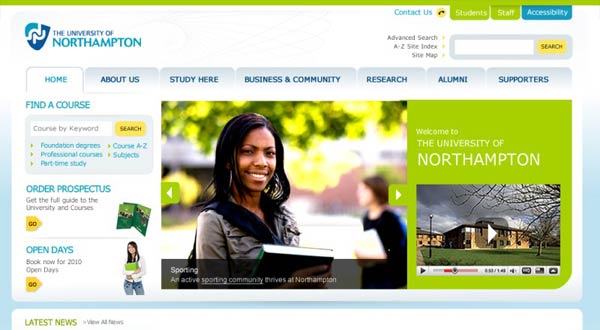 Contact Us
Students
Staff
Accessibility
THE UNIVERSITY OF
NORTHAMPTON
Advanced Search
A-Z Site Index
Site Map
SEARCH
HOME
ABOUT US
STUDY HERE
BUSINESS & COMMUNITY
RESEARCH
ALUMNI
SUPPORTERS
FIND A COURSE
Course by Keyword
SEARCH
Foundation degrees
Course A-Z
Professional courses
Subjects
Part-time study
ORDER PROSPECTUS
Get the full guide to the
University and Courses
GO
OPEN DAYS
Book now for 2010
Open Days
GO
Sporting
An active sporting community thrives at Northampton
Welcome to
THE UNIVERSITY OF
NORTHAMPTON
0:53 / 1:48
HQ
LATEST NEWS
> View All News